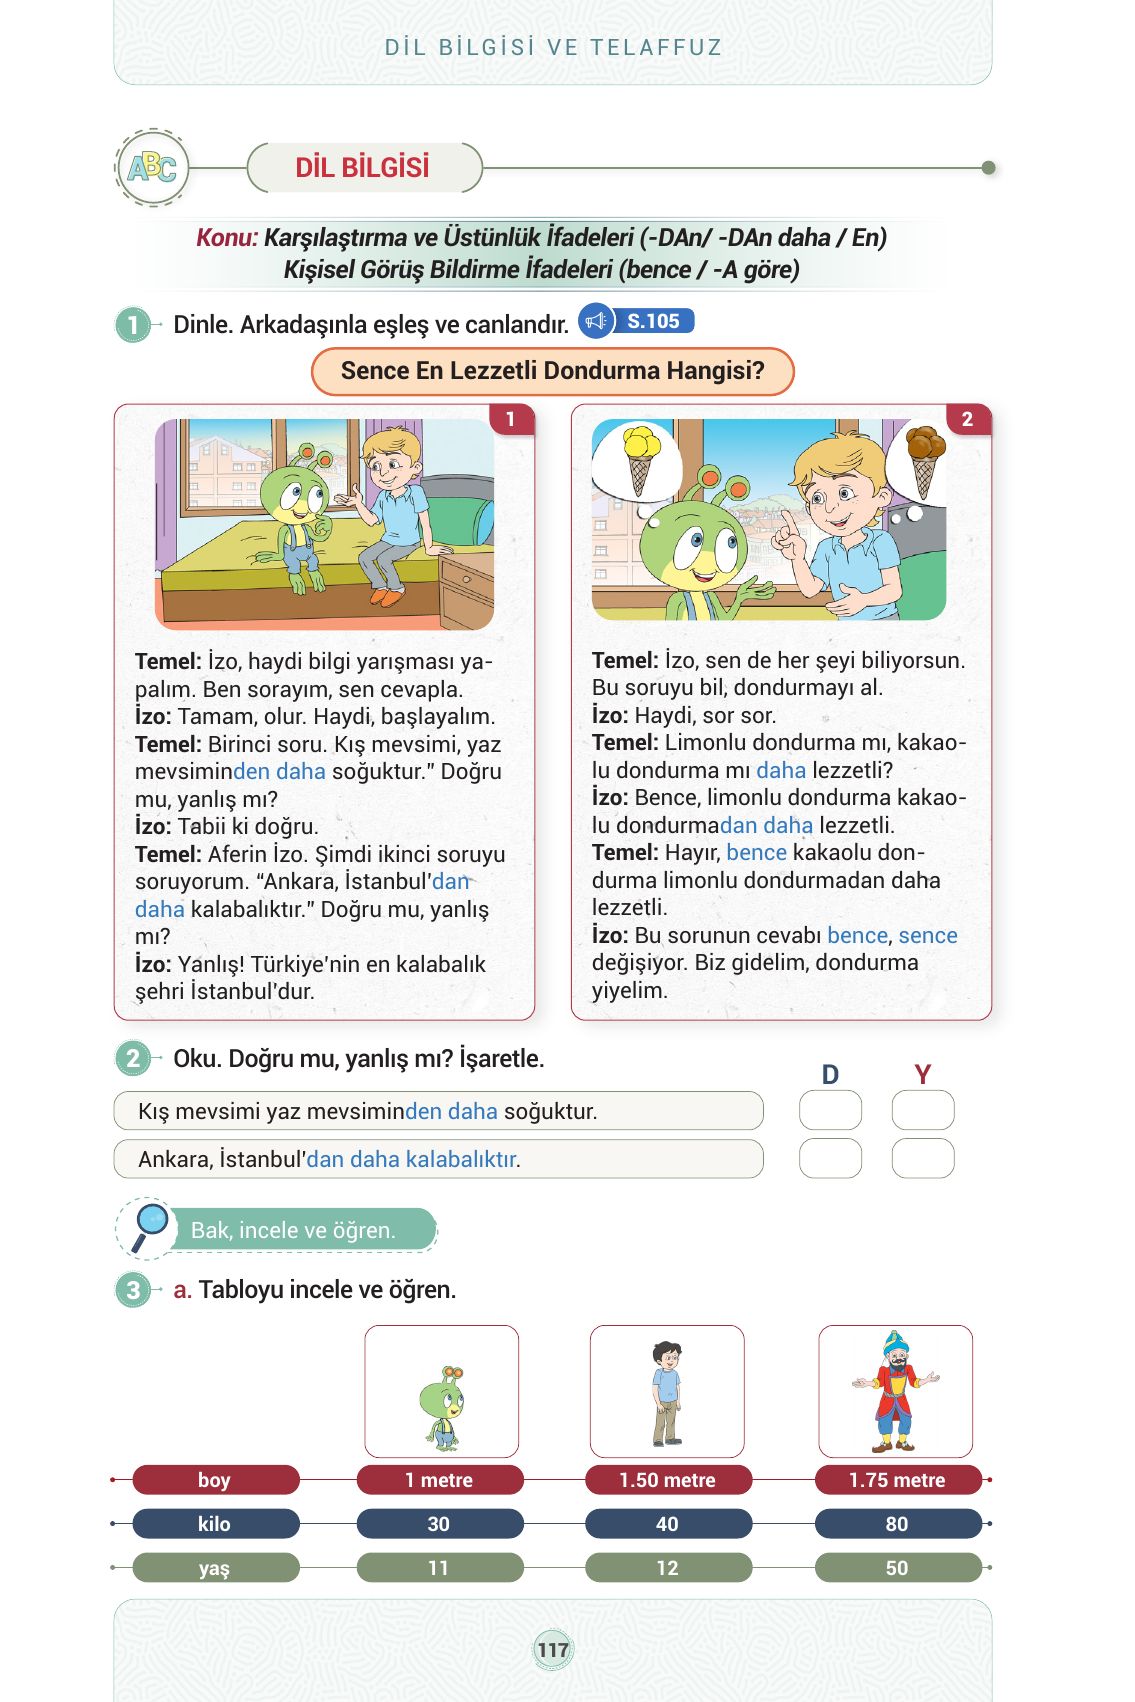 DİL BİLGİSİ VE TELAFFUZ
ABC
DİL BİLGİSİ
Konu: Karşılaştırma ve Üstünlük İfadeleri (-DAn/ -DAn daha / En)
Kişisel Görüş Bildirme İfadeleri (bence / -A göre)
1 Dinle. Arkadaşınla eşleş ve canlandır. S.105
Sence En Lezzetli Dondurma Hangisi?
1
Temel: İzo, haydi bilgi yarışması ya-
palım. Ben sorayım, sen cevapla.
İzo: Tamam, olur. Haydi, başlayalım.
Temel: Birinci soru. Kış mevsimi, yaz
mevsiminden daha soğuktur.” Doğru
mu, yanlış mı?
İzo: Tabii ki doğru.
Temel: Aferin İzo. Şimdi ikinci soruyu
soruyorum. “Ankara, İstanbul'dan
daha kalabalıktır.” Doğru mu, yanlış
mı?
İzo: Yanlış! Türkiye'nin en kalabalık
şehri İstanbul'dur.
2
Temel: İzo, sen de her şeyi biliyorsun.
Bu soruyu bil, dondurmayı al.
İzo: Haydi, sor sor.
Temel: Limonlu dondurma mı, kakao-
lu dondurma mı daha lezzetli?
İzo: Bence, limonlu dondurma kakao-
lu dondurmadan daha lezzetli.
Temel: Hayır, bence kakaolu don-
durma limonlu dondurmadan daha
lezzetli.
İzo: Bu sorunun cevabı bence, sence
değişiyor. Biz gidelim, dondurma
yiyelim.
2 Oku. Doğru mu, yanlış mı? İşaretle.
D Y
Kış mevsimi yaz mevsiminden daha soğuktur.
Ankara, İstanbul'dan daha kalabalıktır.
Bak, incele ve öğren.
3 a. Tabloyu incele ve öğren.
boy 1 metre 1.50 metre 1.75 metre
kilo 30 40 80
yaş 11 12 50
117